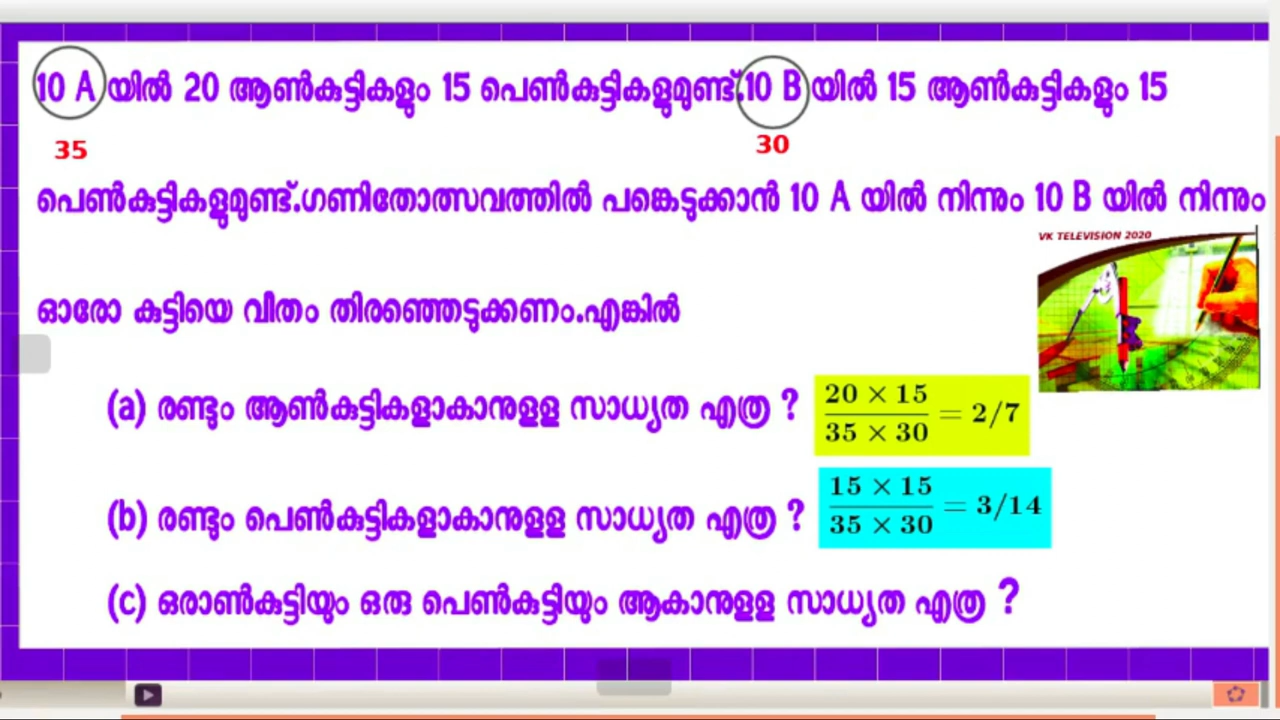 10 A യിൽ 20 ആൺകുട്ടികളും 15 പെൺകുട്ടികളുമുണ്ട്.10 B യിൽ 15 ആൺകുട്ടികളും 15
35
30
പെൺകുട്ടികളുമുണ്ട്.ഗണിതോത്സവത്തിൽ പങ്കെടുക്കാൻ 10 A യിൽ നിന്നും 10 B യിൽ നിന്നും
VK TELEVISION 2020
ഓരോ കുട്ടിയെ വീതം തിരഞ്ഞെടുക്കണം.എങ്കിൽ
(a) രണ്ടും ആൺകുട്ടികളാകാനുളള സാധ്യത എത്ര ? 20 × 15 / 35 × 30 = 2/7
(b) രണ്ടും പെൺകുട്ടികളാകാനുളള സാധ്യത എത്ര ? 15 × 15 / 35 × 30 = 3/14
(c) ഒരാൺകുട്ടിയും ഒരു പെൺകുട്ടിയും ആകാനുളള സാധ്യത എത്ര ?